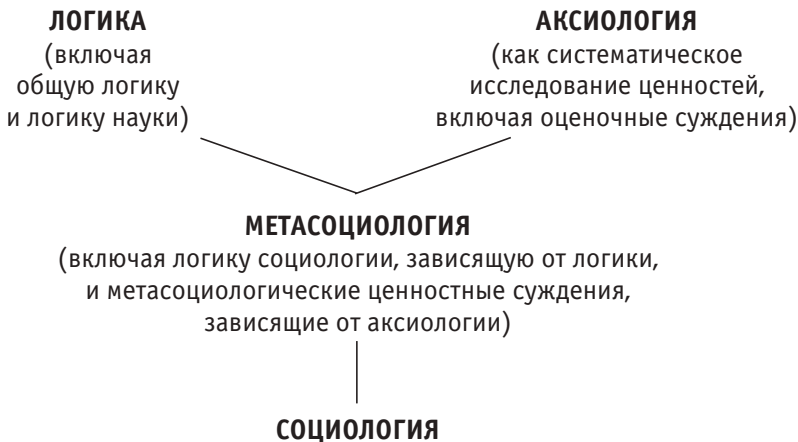 ЛОГИКА
(включая
общую логику
и логику науки)
АКСИОЛОГИЯ
(как систематическое
исследование ценностей,
включая оценочные суждения)
МЕТАСОЦИОЛОГИЯ
(включая логику социологии, зависящую от логики,
и метасоциологические ценностные суждения,
зависящие от аксиологии)
СОЦИОЛОГИЯ